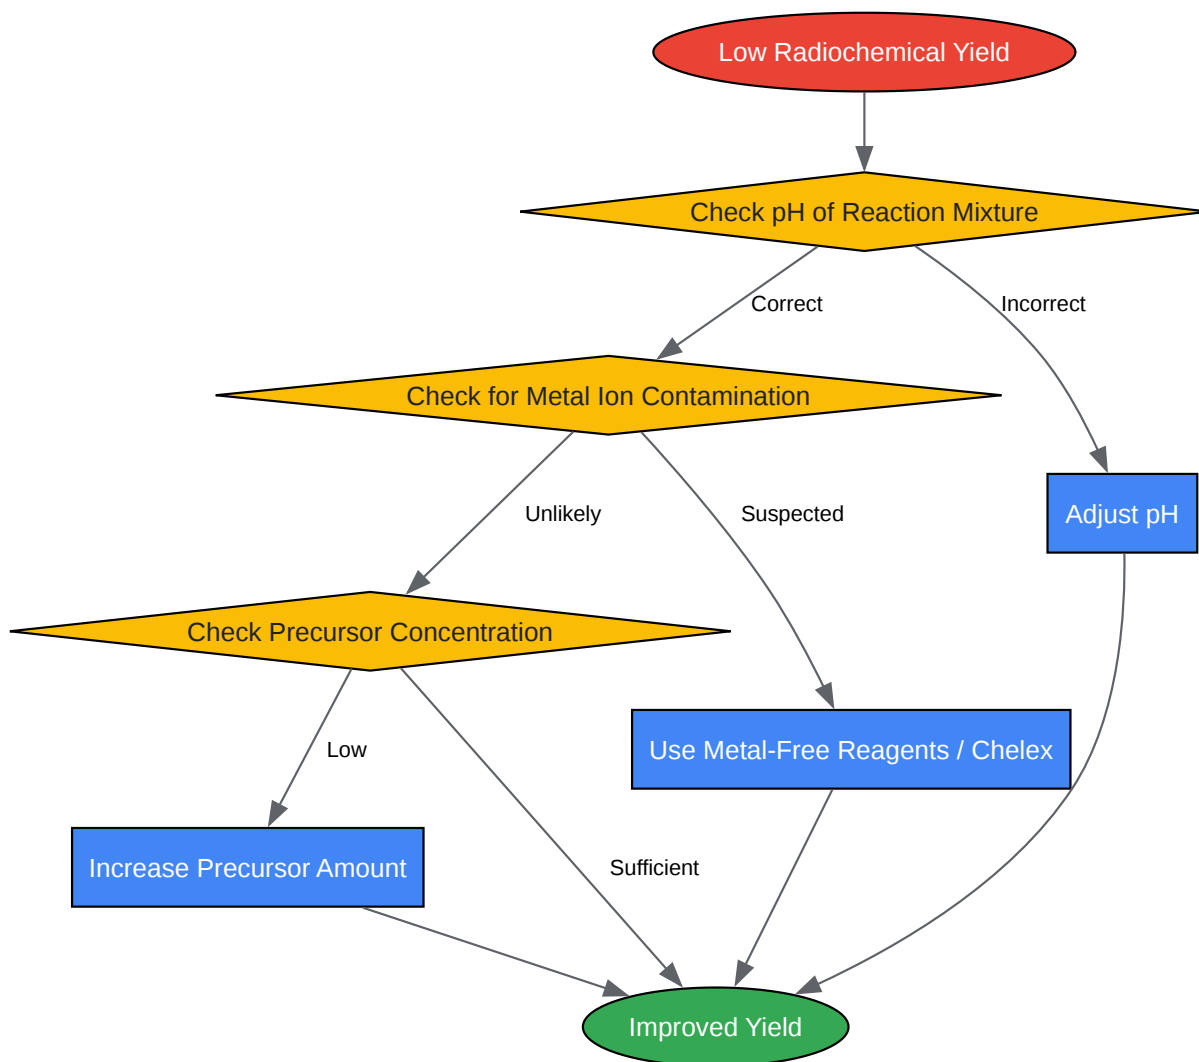 Low Radiochemical Yield
Check pH of Reaction Mixture
Correct
Incorrect
Check for Metal Ion Contamination
Unlikely
Suspected
Adjust pH
Check Precursor Concentration
Low
Use Metal-Free Reagents / Chelex
Increase Precursor Amount
Sufficient
Improved Yield